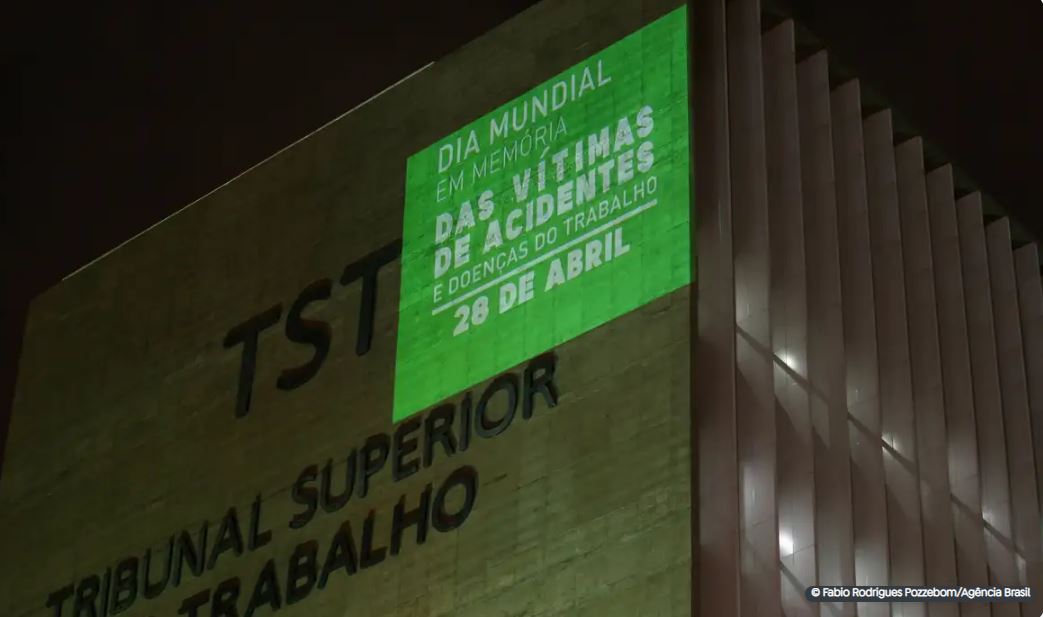 DIA MUNDIAL
EM MEMÓRIA
DAS VÍTIMAS
DE ACIDENTES
E DOENÇAS DO TRABALHO
28 DE ABRIL
TST
TRIBUNAL SUPERIOR
TRABALHO
© Fabio Rodrigues Pozzebom/Agência Brasil